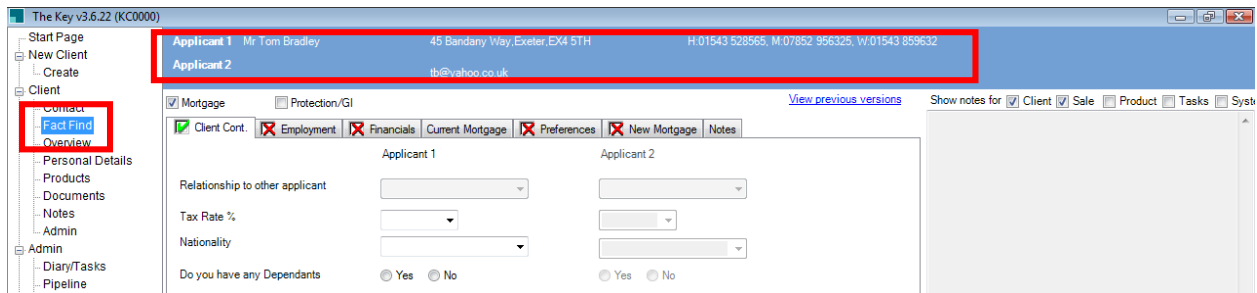 The Key v3.6.22 (KC0000)
Start Page
New Client
Create
Client
Contact
Fact Find
Overview
Personal Details
Products
Documents
Notes
Admin
Admin
Diary/Tasks
Pipeline
Applicant 1 Mr Tom Bradley 45 Bandany Way,Exeter,EX4 5TH H:01543 528565, M:07852 956325, W:01543 859632
Applicant 2 tb@yahoo.co.uk
Mortgage Protection/GI View previous versions Show notes for Client Sale Product Tasks Syste
Client Cont. Employment Financials Current Mortgage Preferences New Mortgage Notes
Applicant 1 Applicant 2
Relationship to other applicant
Tax Rate %
Nationality
Do you have any Dependants Yes No Yes No